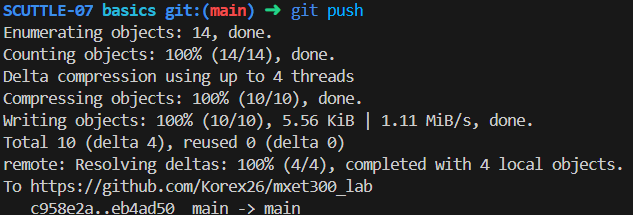 SCUTTLE-07 basics git:(main) ➜ git push
Enumerating objects: 14, done.
Counting objects: 100% (14/14), done.
Delta compression using up to 4 threads
Compressing objects: 100% (10/10), done.
Writing objects: 100% (10/10), 5.56 KiB | 1.11 MiB/s, done.
Total 10 (delta 4), reused 0 (delta 0)
remote: Resolving deltas: 100% (4/4), completed with 4 local objects.
To https://github.com/Korex26/mxet300_lab
   c958e2a..eb4ad50  main -> main